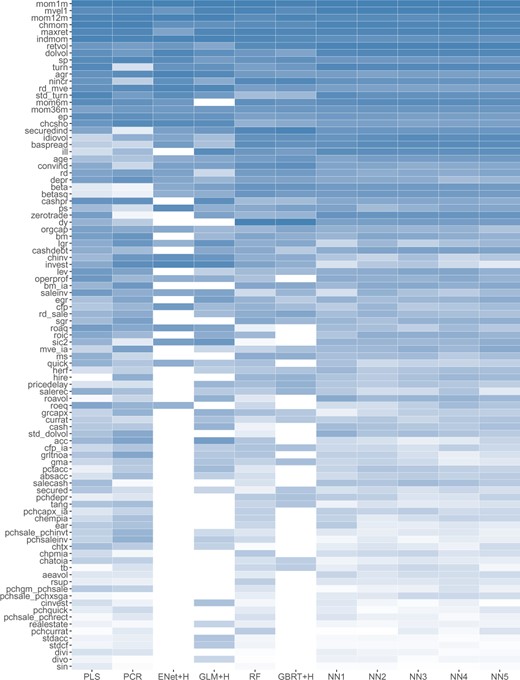 mom1m
mvel1
mom12m
chmom
maxret
indmom
retvol
dolvol
sp
turn
agr
nincr
rd_mve
std_turn
mom6m
mom36m
ep
chcsho
securedind
idiovol
baspread
ill
age
convind
rd
depr
beta
betasq
cashpr
ps
zerotrade
dy
orgcap
bm
lgr
cashdebt
chinv
invest
lev
operprof
bm_ia
saleinv
egr
cfp
rd_sale
sgr
roaq
roic
sic2
mve_ia
ms
quick
herf
hire
pricedelay
salerec
roavol
roeq
grcapx
currat
cash
std_dolvol
acc
cfp_ia
grltnoa
gma
pctacc
absacc
salecash
secured
pchdepr
tang
pchcapx_ia
chempia
ear
pchsale_pchinvt
pchsaleinv
chtx
chpmia
chatoia
tb
aeavol
rsup
pchgm_pchsale
pchsale_pchxsga
cinvest
pchquick
pchsale_pchrect
realestate
pchcurrat
stdacc
stdcf
divi
divo
sin
PLS PCR ENet+H GLM+H RF GBRT+H NN1 NN2 NN3 NN4 NN5